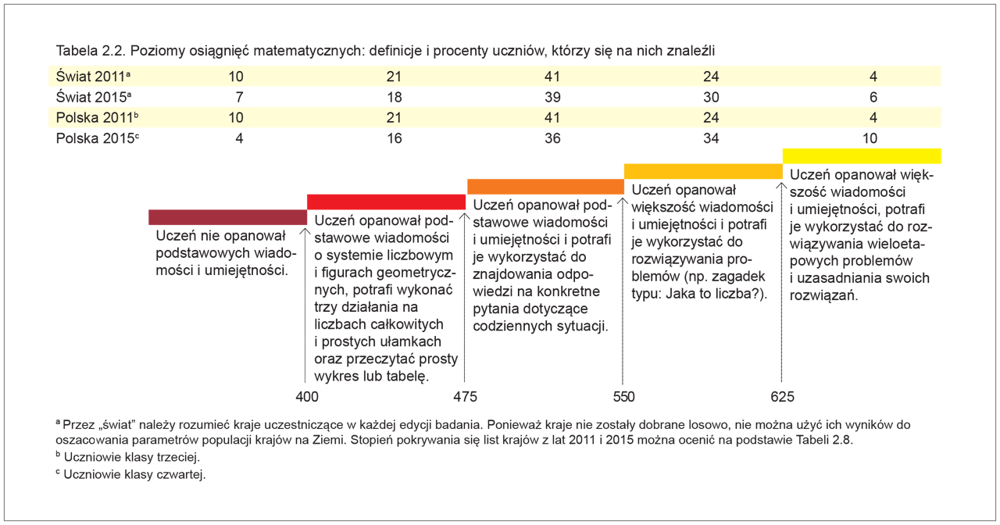 Tabela 2.2. Poziomy osiągnięć matematycznych: definicje i procenty uczniów, którzy się na nich znaleźli
Świat 2011ᵃ 10 21 41 24 4
Świat 2015ᵃ 7 18 39 30 6
Polska 2011ᵇ 10 21 41 24 4
Polska 2015ᶜ 4 16 36 34 10
Uczeń nie opanował
podstawowych wiado-
mości i umiejętności.
Uczeń opanował pod-
stawowe wiadomości
o systemie liczbowym
i figurach geometrycz-
nych, potrafi wykonać
trzy działania na
liczbach całkowitych
i prostych ułamkach
oraz przeczytać prosty
wykres lub tabelę.
Uczeń opanował pod-
stawowe wiadomości
i umiejętności i potrafi
je wykorzystać do
znajdowania odpo-
wiedzi na konkretne
pytania dotyczące
codziennych sytuacji.
Uczeń opanował
większość wiadomości
i umiejętności i potrafi
je wykorzystać do
rozwiązywania pro-
blemów (np. zagadek
typu: Jaka to liczba?).
Uczeń opanował więk-
szość wiadomości
i umiejętności, potrafi
je wykorzystać do roz-
wiązywania wieloeta-
powych problemów
i uzasadniania swoich
rozwiązań.
400 475 550 625
ᵃ Przez „świat” należy rozumieć kraje uczestniczące w każdej edycji badania. Ponieważ kraje nie zostały dobrane losowo, nie można użyć ich wyników do
oszacowania parametrów populacji krajów na Ziemi. Stopień pokrywania się list krajów z lat 2011 i 2015 można ocenić na podstawie Tabeli 2.8.
ᵇ Uczniowie klasy trzeciej.
ᶜ Uczniowie klasy czwartej.